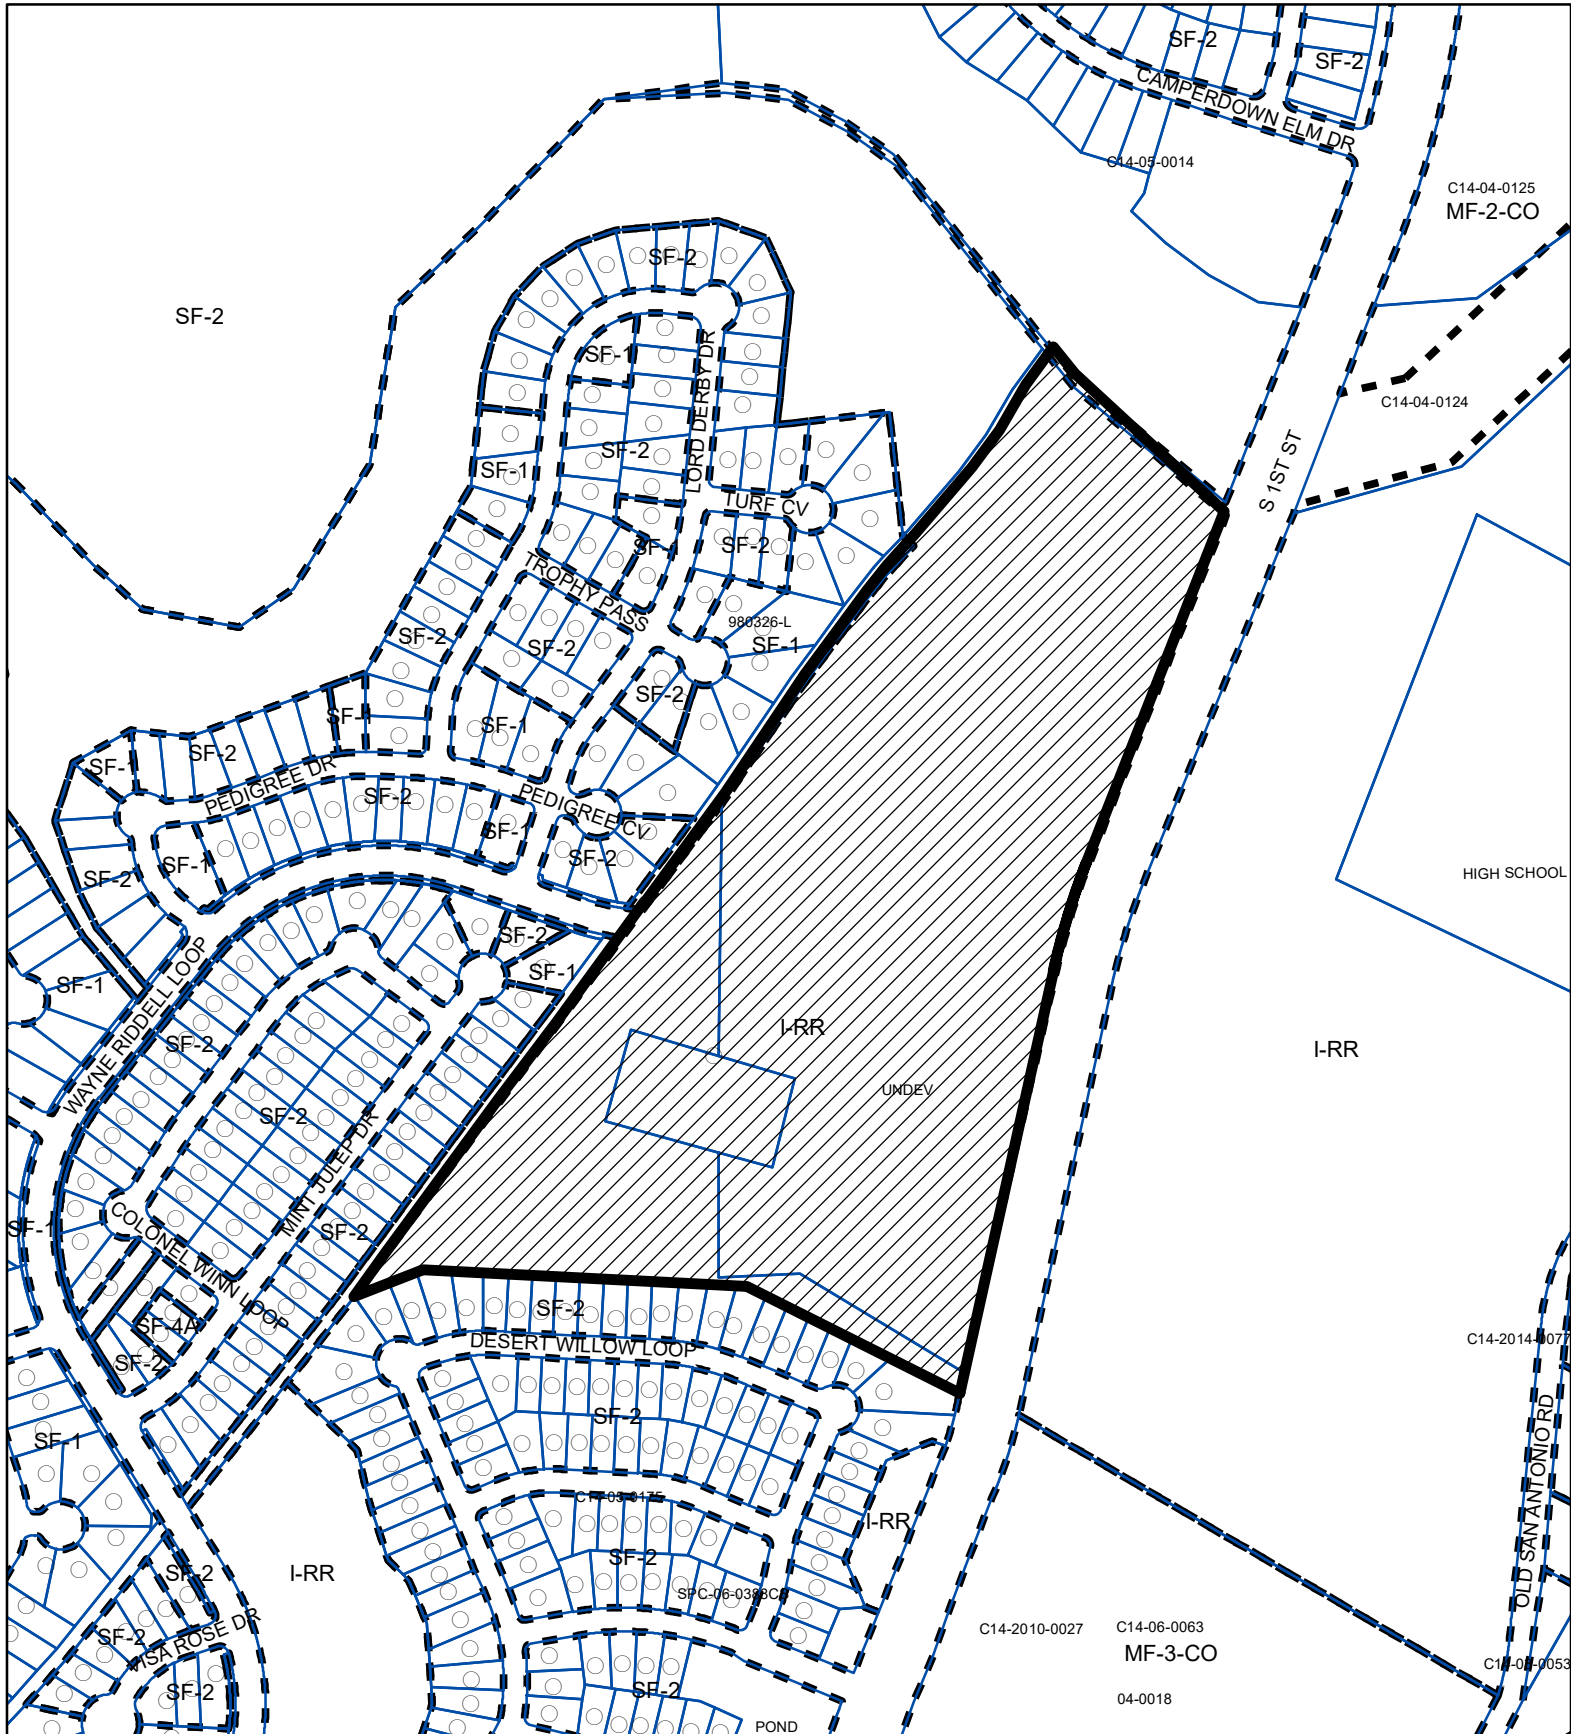 SF-2
SF-2
CAMPERDOWN ELM DR
C14-05-0014
C14-04-0125
MF-2-CO
SF-2
SF-2
SF-1
LORD DERBY DR
C14-04-0124
SF-2
SF-1
S 1ST ST
TURF CV
SF-1
SF-2
TROPHY PASS
980326-L
SF-2
SF-2
SF-1
SF-2
SF-1
SF-1
SF-2
SF-1
PEDIGREE DR
SF-2
PEDIGREE CV
SF-1
SF-2
SF-1
SF-2
HIGH SCHOOL
SF-2
SF-1
SF-1
WAYNE RIDDELL LOOP
SF-2
I-RR
I-RR
UNDEV
SF-2
MINT JULEP DR
SF-1
COLONEL WINN LOOP
SF-2
SF-2
SF-4A
DESERT WILLOW LOOP
C14-2014-0077
SF-2
SF-2
SF-1
OLD SAN ANTONIO RD
C14-05-0175
I-RR
SF-2
SF-2
I-RR
SPC-06-0388C
C14-2010-0027
C14-06-0063
SF-2
VISA ROSE DR
MF-3-CO
SF-2
SF-2
04-0018
POND